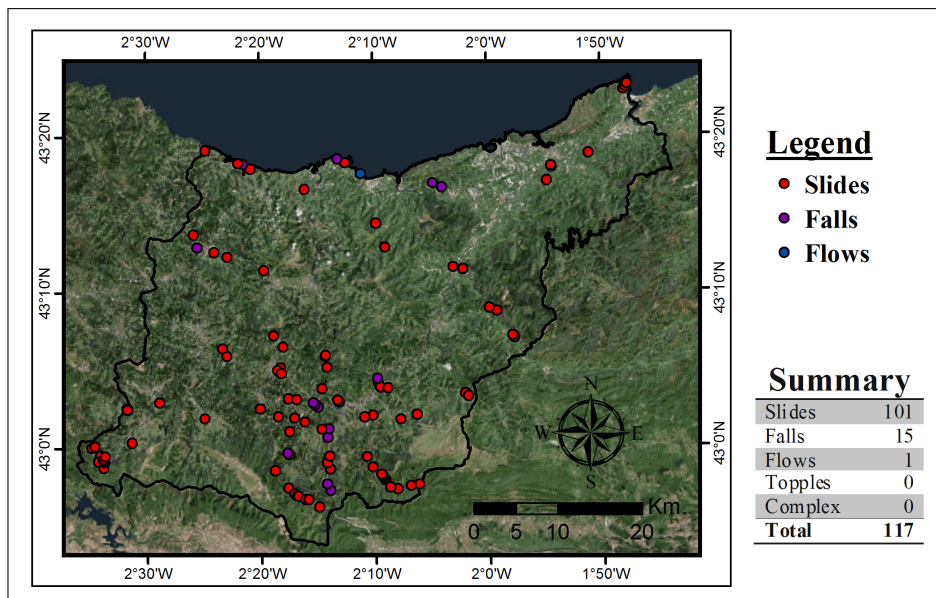 2°30'W 2°20'W 2°10'W 2°0'W 1°50'W
43°20'N 43°20'N
43°10'N 43°10'N
43°0'N 43°0'N
N
W E
S
Km.
0 5 10 20
2°30'W 2°20'W 2°10'W 2°0'W 1°50'W
Legend
Slides
Falls
Flows
Summary
Slides 101
Falls 15
Flows 1
Topples 0
Complex 0
Total 117